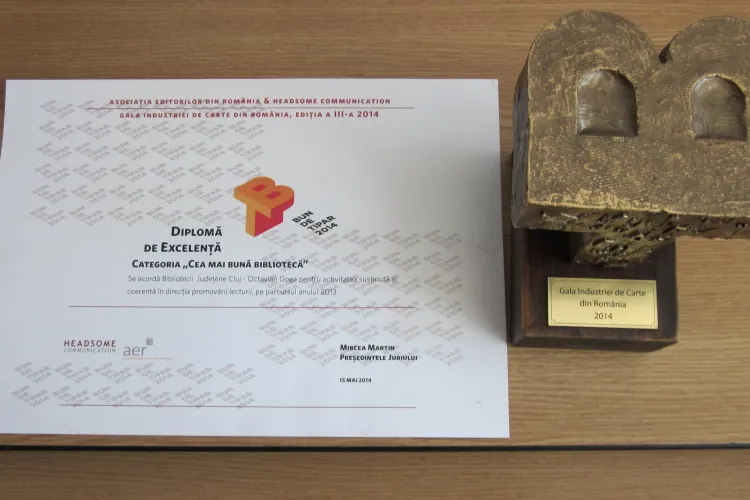 ASOCIAȚIA EDITORILOR DIN ROMÂNIA & HEADSOME COMMUNICATION
GALA INDUSTRIEI DE CARTE DIN ROMÂNIA, EDIȚIA A III-A 2014
BUN
DE
TIPAR
2014
DIPLOMĂ
DE EXCELENȚĂ
CATEGORIA „CEA MAI BUNĂ BIBLIOTECĂ”
Se acordă Bibliotecii Județene Cluj - Octavian Goga pentru activitatea susținută și
coerentă în direcția promovării lecturii, pe parcursul anului 2013.
HEADSOME
COMMUNICATION
aer
MIRCEA MARTIN
PREȘEDINTELE JURIULUI
15 MAI 2014
Gala Industriei de Carte
din România
2014